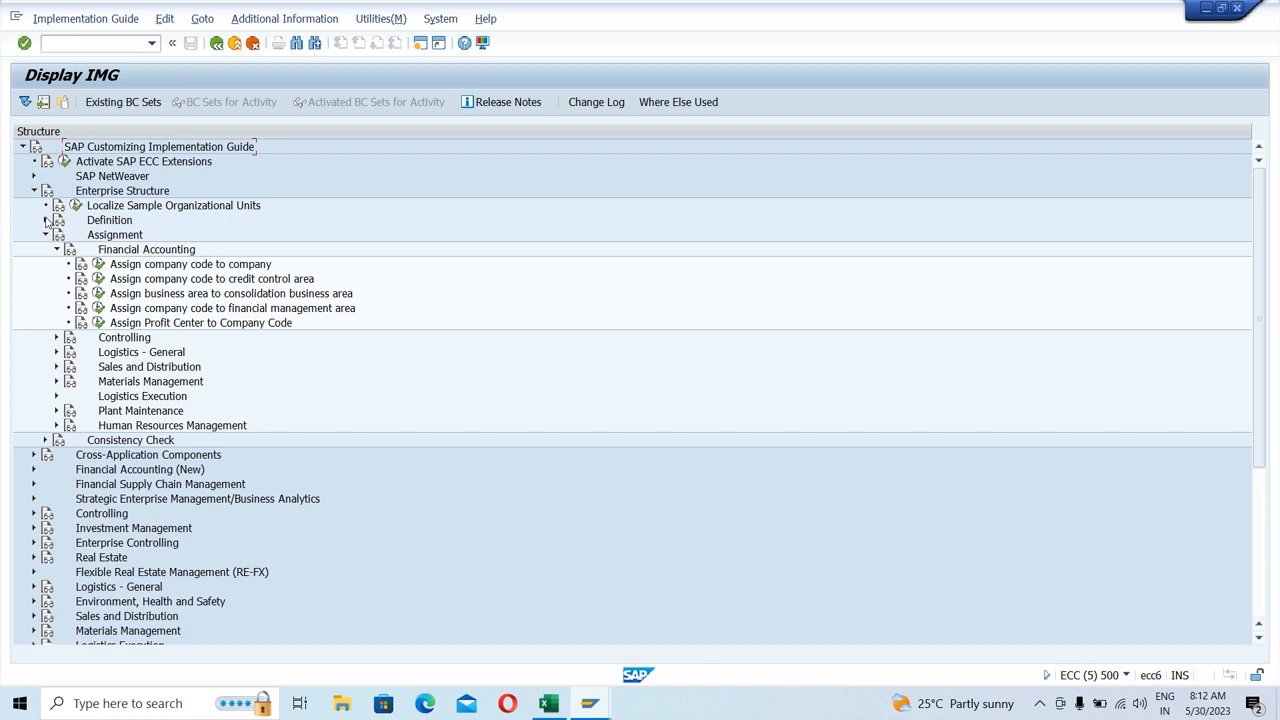 Implementation Guide Edit Goto Additional Information Utilities(M) System Help
Display IMG
Existing BC Sets BC Sets for Activity Activated BC Sets for Activity Release Notes Change Log Where Else Used
Structure
SAP Customizing Implementation Guide
Activate SAP ECC Extensions
SAP NetWeaver
Enterprise Structure
Localize Sample Organizational Units
Definition
Assignment
Financial Accounting
Assign company code to company
Assign company code to credit control area
Assign business area to consolidation business area
Assign company code to financial management area
Assign Profit Center to Company Code
Controlling
Logistics - General
Sales and Distribution
Materials Management
Logistics Execution
Plant Maintenance
Human Resources Management
Consistency Check
Cross-Application Components
Financial Accounting (New)
Financial Supply Chain Management
Strategic Enterprise Management/Business Analytics
Controlling
Investment Management
Enterprise Controlling
Real Estate
Flexible Real Estate Management (RE-FX)
Logistics - General
Environment, Health and Safety
Sales and Distribution
Materials Management
Logistics Execution
SAP ECC (5) 500 ecc6 INS
Type here to search 25°C Partly sunny ENG 8:12 AM
IN 5/30/2023 2